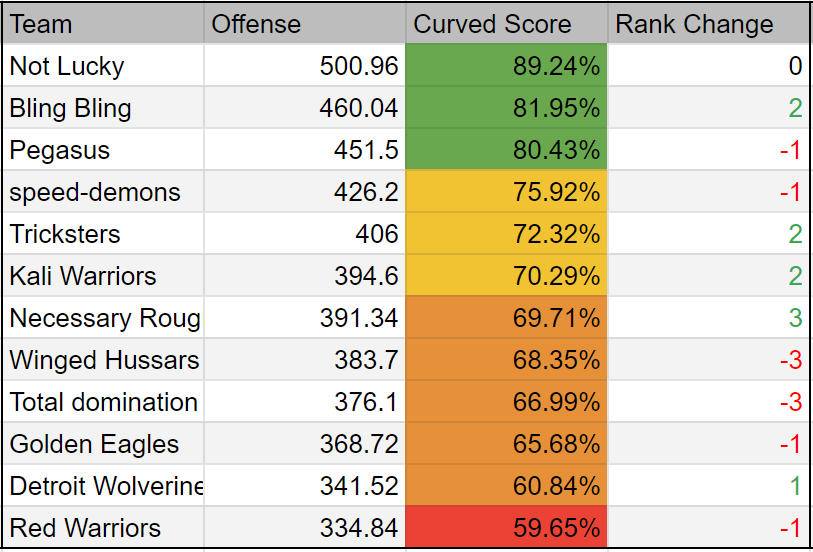 Team Offense Curved Score Rank Change
Not Lucky 500.96 89.24% 0
Bling Bling 460.04 81.95% 2
Pegasus 451.5 80.43% -1
speed-demons 426.2 75.92% -1
Tricksters 406 72.32% 2
Kali Warriors 394.6 70.29% 2
Necessary Roug 391.34 69.71% 3
Winged Hussars 383.7 68.35% -3
Total domination 376.1 66.99% -3
Golden Eagles 368.72 65.68% -1
Detroit Wolverine 341.52 60.84% 1
Red Warriors 334.84 59.65% -1